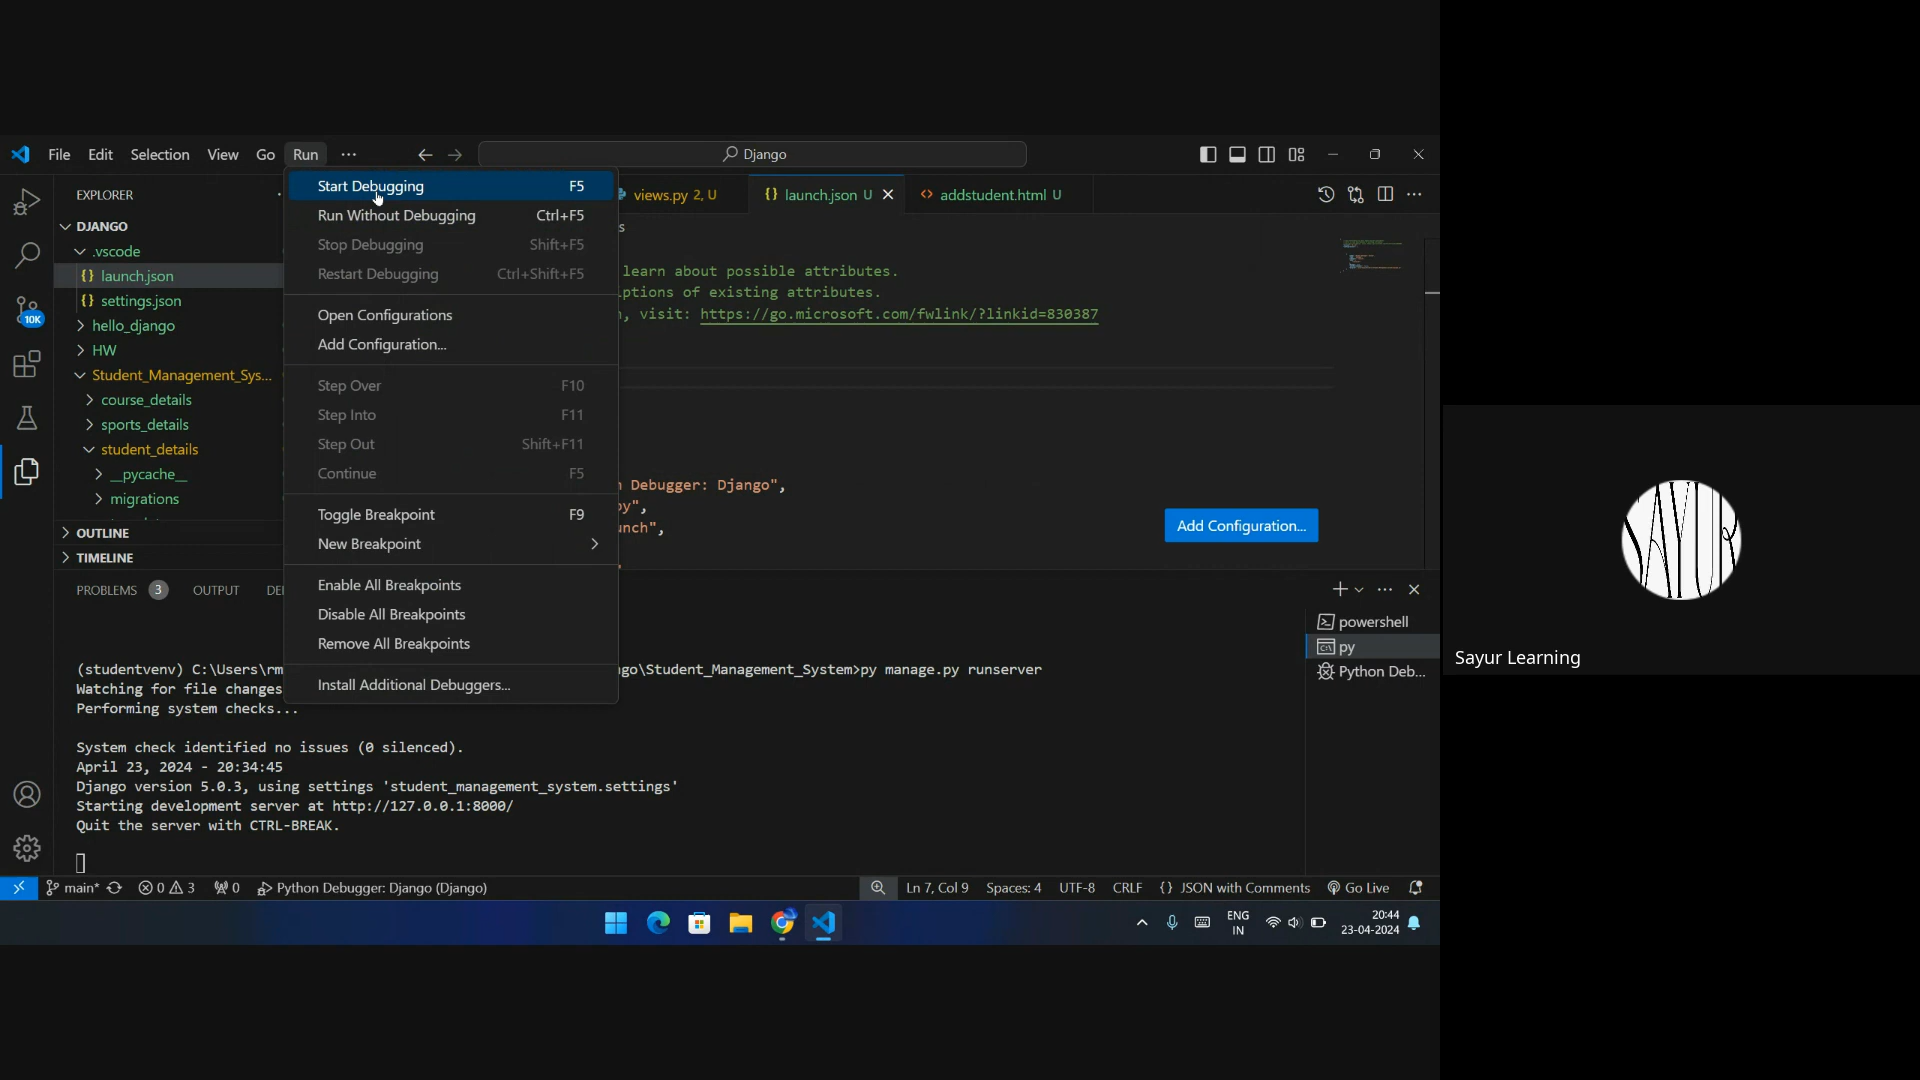 File Edit Selection View Go Run ... Django
EXPLORER
DJANGO
.vscode
{} launch.json
{} settings.json
hello_django
HW
Student_Management_Sys...
course_details
sports_details
student_details
__pycache__
migrations
OUTLINE
TIMELINE
10K
Start Debugging F5
Run Without Debugging Ctrl+F5
Stop Debugging Shift+F5
Restart Debugging Ctrl+Shift+F5
Open Configurations
Add Configuration...
Step Over F10
Step Into F11
Step Out Shift+F11
Continue F5
Toggle Breakpoint F9
New Breakpoint
Enable All Breakpoints
Disable All Breakpoints
Remove All Breakpoints
Install Additional Debuggers...
views.py 2, U {} launch.json U <> addstudent.html U
s
learn about possible attributes.
ptions of existing attributes.
, visit: https://go.microsoft.com/fwlink/?linkid=830387
Debugger: Django",
py",
unch",
Add Configuration...
PROBLEMS 3 OUTPUT DE
(studentvenv) C:\Users\rm go\Student_Management_System>py manage.py runserver
Watching for file changes
Performing system checks...
System check identified no issues (0 silenced).
April 23, 2024 - 20:34:45
Django version 5.0.3, using settings 'student_management_system.settings'
Starting development server at http://127.0.0.1:8000/
Quit the server with CTRL-BREAK.
powershell
py
Python Deb...
main* 0 3 0 Python Debugger: Django (Django) Ln 7, Col 9 Spaces: 4 UTF-8 CRLF {} JSON with Comments Go Live
ENG
IN
20:44
23-04-2024
SAYUR
Sayur Learning